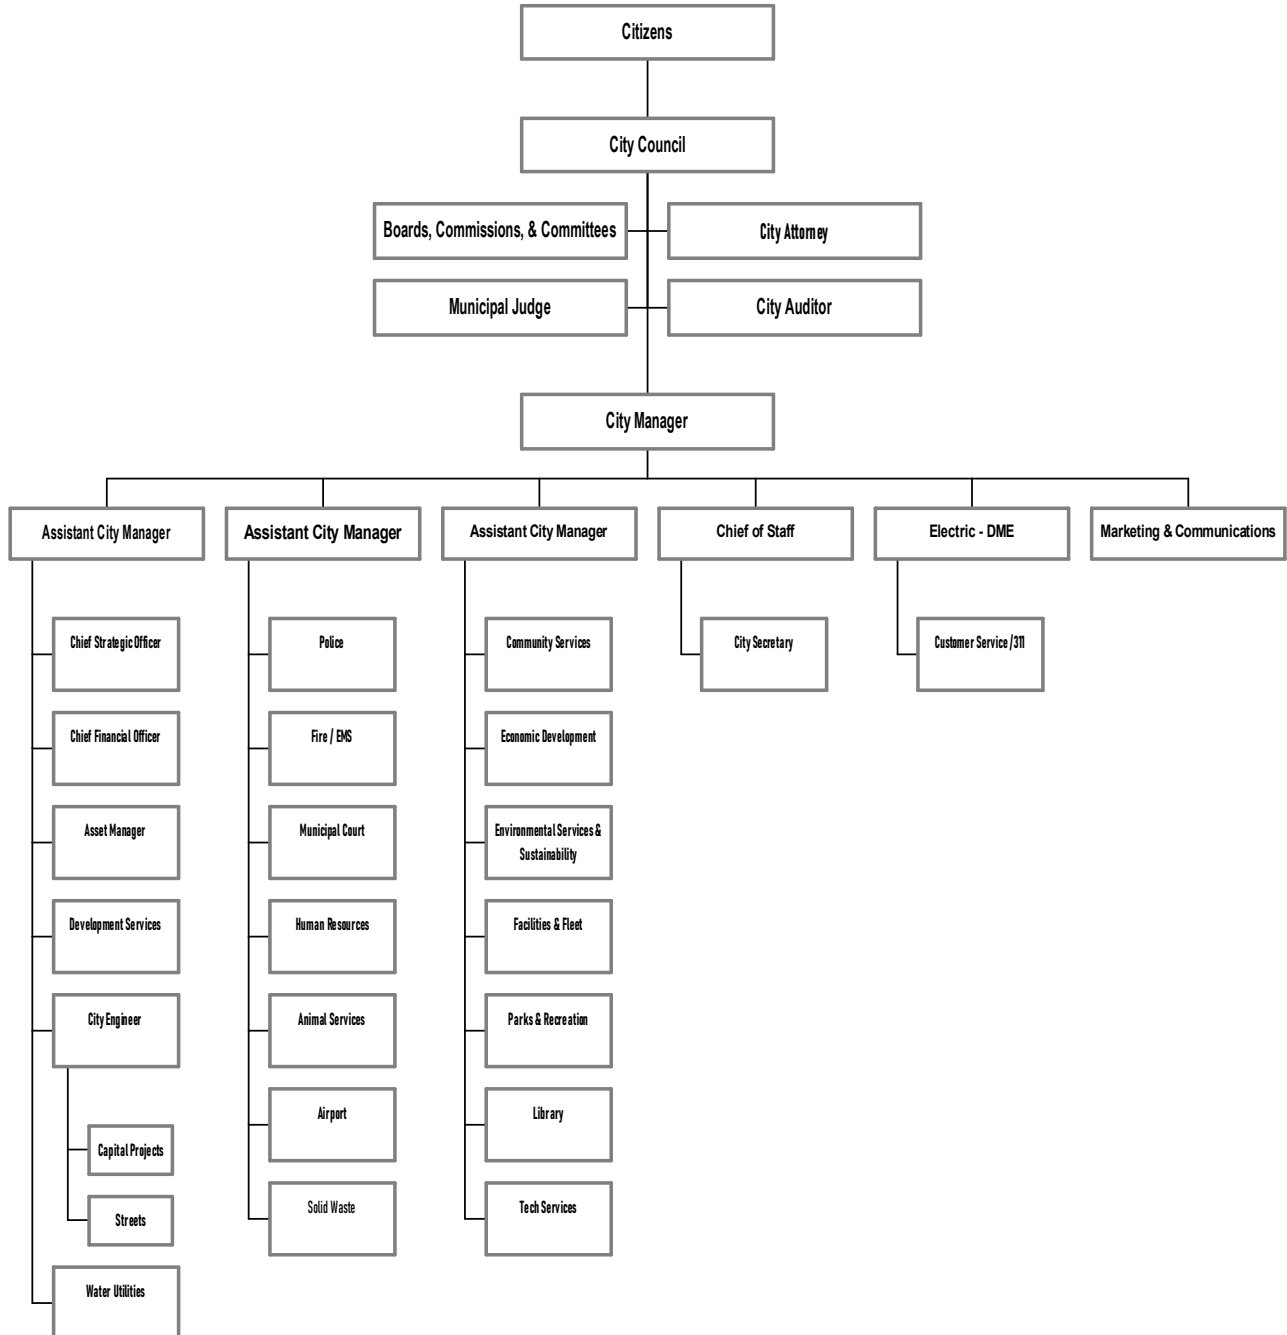 Citizens
City Council
Boards, Commissions, & Committees
City Attorney
Municipal Judge
City Auditor
City Manager
Assistant City Manager
Assistant City Manager
Assistant City Manager
Chief of Staff
Electric - DME
Marketing & Communications
Chief Strategic Officer
Police
Community Services
City Secretary
Customer Service / 311
Chief Financial Officer
Fire / EMS
Economic Development
Asset Manager
Municipal Court
Environmental Services &
Sustainability
Development Services
Human Resources
Facilities & Fleet
City Engineer
Animal Services
Parks & Recreation
Capital Projects
Airport
Library
Streets
Solid Waste
Tech Services
Water Utilities